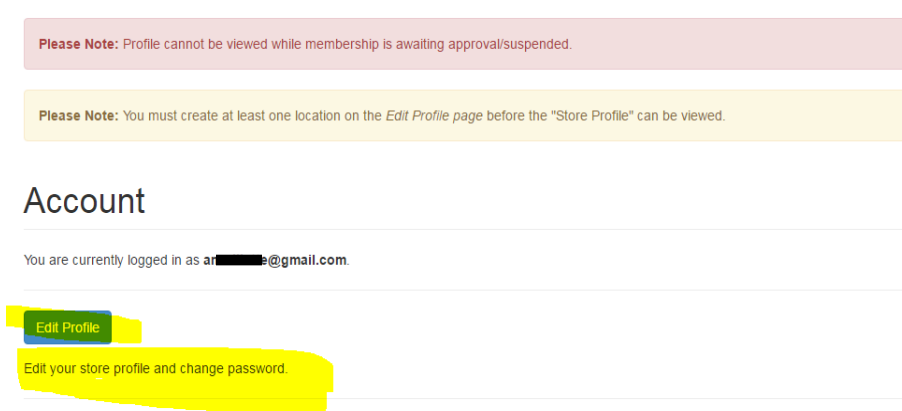 Please Note: Profile cannot be viewed while membership is awaiting approval/suspended.
Please Note: You must create at least one location on the Edit Profile page before the "Store Profile" can be viewed.
Account
You are currently logged in as ar e@gmail.com.
Edit Profile
Edit your store profile and change password.